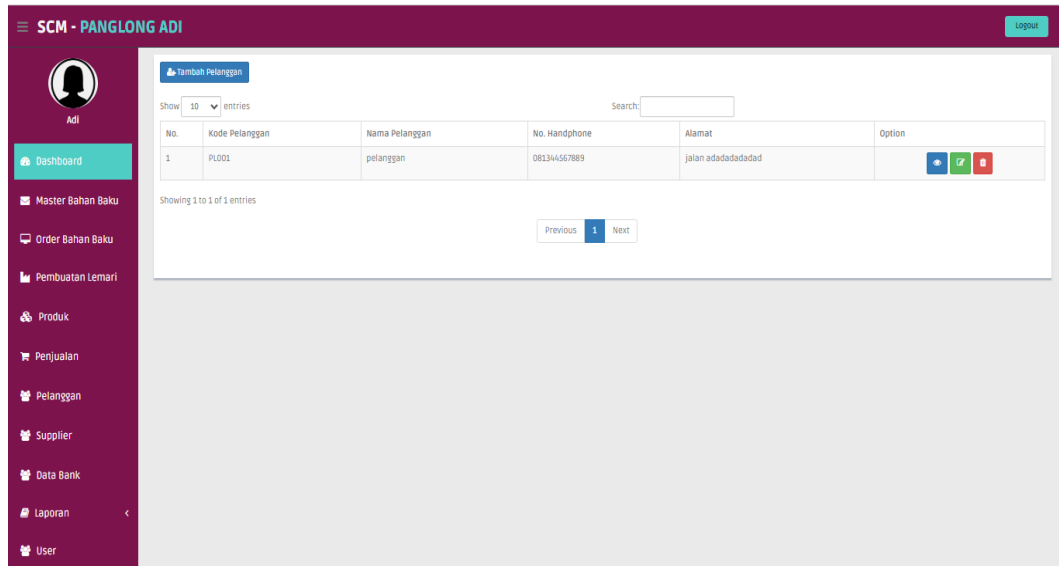 SCM - PANGLONG ADI
Logout
Adi
Dashboard
Master Bahan Baku
Order Bahan Baku
Pembuatan Lemari
Produk
Penjualan
Pelanggan
Supplier
Data Bank
Laporan
User
Tambah Pelanggan
Show 10 entries
Search:
No. Kode Pelanggan Nama Pelanggan No. Handphone Alamat Option
1 PL001 pelanggan 081344567889 jalan adadadadadad
Showing 1 to 1 of 1 entries
Previous 1 Next